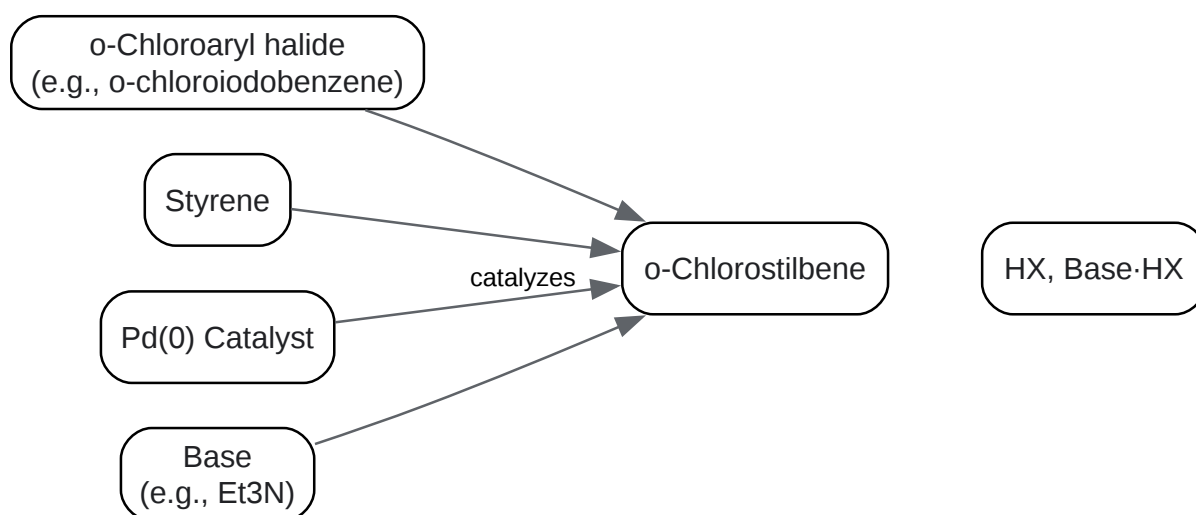 o-Chloroaryl halide
(e.g., o-chloroiodobenzene)
Styrene
catalyzes
o-Chlorostilbene
HX, Base·HX
Pd(0) Catalyst
Base
(e.g., Et3N)